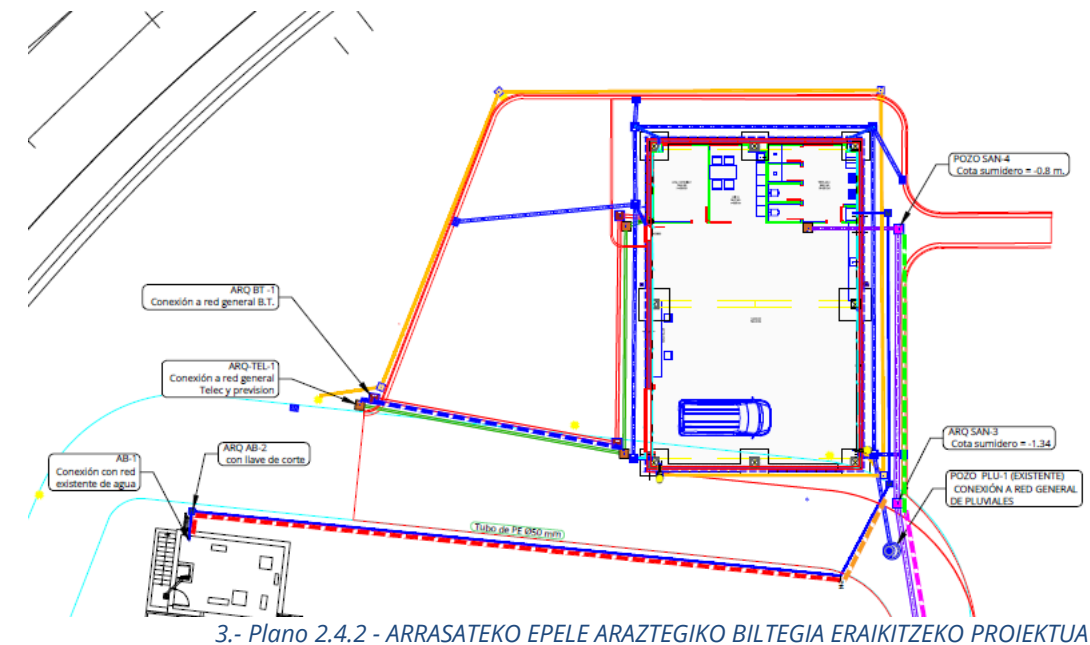 POZO SAN-4
Cota sumidero = -0.8 m.
ARQ BT -1
Conexión a red general B.T.
ARQ-TEL-1
Conexión a red general
Telec y prevision
ARQ AB-2
con llave de corte
AB-1
Conexión con red
existente de agua
ARQ SAN-3
Cota sumidero = -1.34
POZO PLU-1 (EXISTENTE)
CONEXIÓN A RED GENERAL
DE PLUVIALES
Tubo de PE Ø50 mm
3.- Plano 2.4.2 - ARRASATEKO EPELE ARAZTEGIKO BILTEGIA ERAIKITZEKO PROIEKTUA